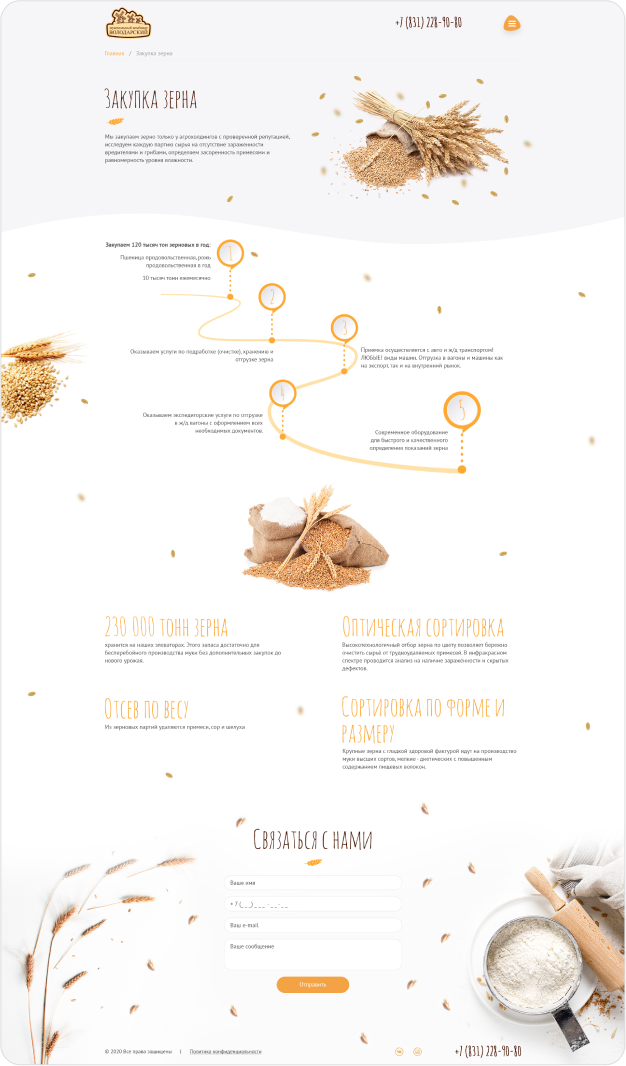 ВОЛОДАРСКИЙ
+7 (831) 228-90-80
Главная / Закупка зерна
Закупка зерна
Мы закупаем зерно только у агрохолдингов с проверенной репутацией,
исследуем каждую партию сырья на отсутствие зараженности
вредителями и грибами, определяем засоренность примесями и
равномерность уровня влажности.
Закупаем 120 тысяч тон зерновых в год:
Пшеница продовольственная, рожь
продовольственная в год
10 тысяч тонн ежемесячно
1
2
Оказываем услуги по подработке (очистке), хранению и
отгрузке зерна
3
Приемка осуществляется с авто и ж/д транспортом!
ЛЮБЫЕ! виды машин. Отгрузка в вагоны и машины как
на экспорт, так и на внутренний рынок.
4
Оказываем экспедиторские услуги по отгрузке
в ж/д вагоны с оформлением всех
необходимых документов.
5
Современное оборудование
для быстрого и качественного
определения показаний зерна
230 000 тонн зерна
хранится на наших элеваторах. Этого запаса достаточно для
бесперебойного производства муки без дополнительных закупок до
нового урожая.
Оптическая сортировка
Высокотехнологичный отбор зерна по цвету позволяет бережно
очистить сырьё от трудноудаляемых примесей. В инфракрасном
спектре проводится анализ на наличие заражённости и скрытых
дефектов.
Отсев по весу
Из зерновых партий удаляется примеси, сор и шелуха
Сортировка по форме и
размеру
Крупные зерна с гладкой здоровой фактурой идут на производство
муки высших сортов, мелкие - диетических с повышенным
содержанием пищевых волокон.
Связаться с нами
Ваше имя
+ 7 (_ _) _ _ _ -_ _-_ _
Ваш e-mail
Ваше сообщение
Отправить
© 2020 Все права защищены | Политика конфиденциальности
+7 (831) 228-90-80